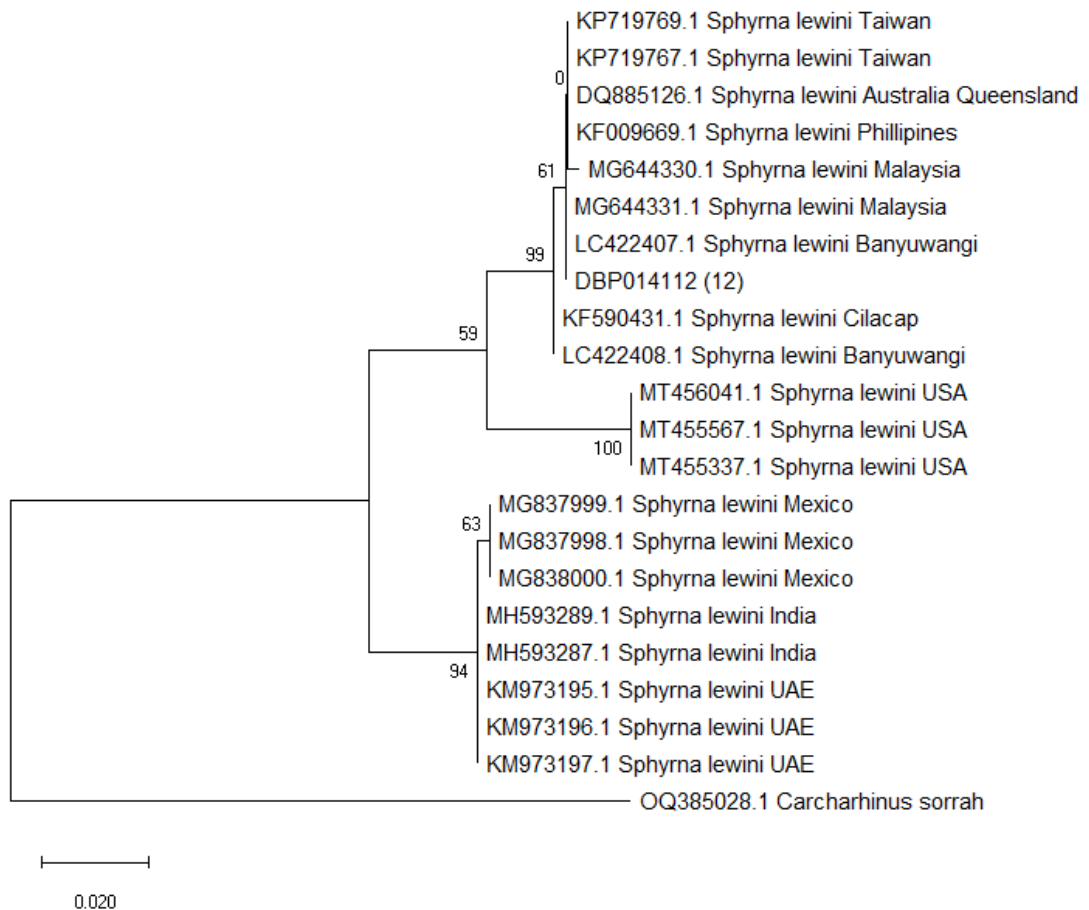 KP719769.1 Sphyrna lewini Taiwan
KP719767.1 Sphyrna lewini Taiwan
0
DQ885126.1 Sphyrna lewini Australia Queensland
KF009669.1 Sphyrna lewini Phillipines
61
MG644330.1 Sphyrna lewini Malaysia
MG644331.1 Sphyrna lewini Malaysia
99
LC422407.1 Sphyrna lewini Banyuwangi
DBP014112 (12)
KF590431.1 Sphyrna lewini Cilacap
59
LC422408.1 Sphyrna lewini Banyuwangi
MT456041.1 Sphyrna lewini USA
MT455567.1 Sphyrna lewini USA
100
MT455337.1 Sphyrna lewini USA
MG837999.1 Sphyrna lewini Mexico
63
MG837998.1 Sphyrna lewini Mexico
MG838000.1 Sphyrna lewini Mexico
MH593289.1 Sphyrna lewini India
MH593287.1 Sphyrna lewini India
94
KM973195.1 Sphyrna lewini UAE
KM973196.1 Sphyrna lewini UAE
KM973197.1 Sphyrna lewini UAE
OQ385028.1 Carcharhinus sorrah
0.020